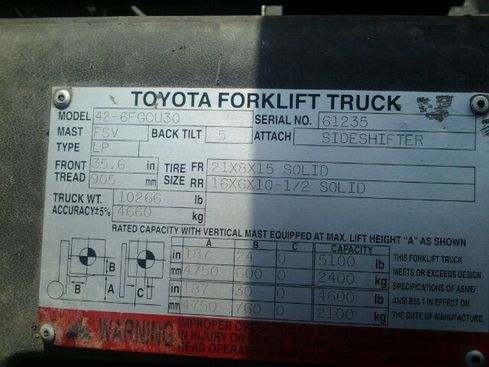 TOYOTA FORKLIFT TRUCK
MODEL 42-6FGCU30 SERIAL NO. 61235
MAST FSV BACK TILT 5 ATTACH SIDESHIFTER
TYPE LP
FRONT TREAD 35.6 in TIRE SIZE FR 21X8X15 SOLID
905 mm RR 16X6X10-1/2 SOLID
TRUCK WT. 10266 lb
ACCURACY±5% 4660 kg
RATED CAPACITY WITH VERTICAL MAST EQUIPPED AT MAX. LIFT HEIGHT "A" AS SHOWN
A B C
in 187 24 0 5100 lb THIS FORKLIFT TRUCK
mm 4750 600 0 2400 kg MEETS OR EXCEEDS DESIGN
in 187 30 0 4600 lb SPECIFICATIONS OF ASME/
mm 4750 760 0 2100 kg ANSI B56.1 IN EFFECT ON
THE DATE OF MANUFACTURE.
B A B C
WARNING IMPROPER OPERATION OR MAINTENANCE COULD RESULT
IN INJURY OR DEATH. TRAINED OPERATOR
READ OPERATOR'S MANUAL